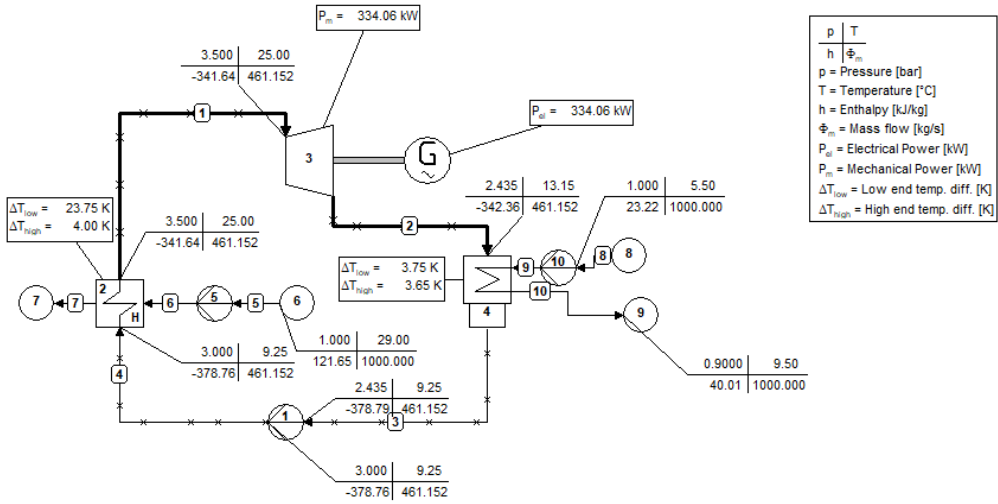 P_m = 334.06 kW
p T
h Φ_m
p = Pressure [bar]
T = Temperature [°C]
h = Enthalpy [kJ/kg]
Φ_m = Mass flow [kg/s]
P_el = Electrical Power [kW]
P_m = Mechanical Power [kW]
ΔT_low = Low end temp. diff. [K]
ΔT_high = High end temp. diff. [K]
3.500 25.00
-341.64 461.152
1
3
P_el = 334.06 kW
G
2.435 13.15
-342.36 461.152
1.000 5.50
23.22 1000.000
ΔT_low = 23.75 K
ΔT_high = 4.00 K
3.500 25.00
-341.64 461.152
2
ΔT_low = 3.75 K
ΔT_high = 3.65 K
9
10
8
8
10
4
9
7
7
2
H
6
5
5
6
1.000 29.00
121.65 1000.000
3.000 9.25
-378.76 461.152
4
0.9000 9.50
40.01 1000.000
2.435 9.25
-378.79 461.152
1
3
3.000 9.25
-378.76 461.152